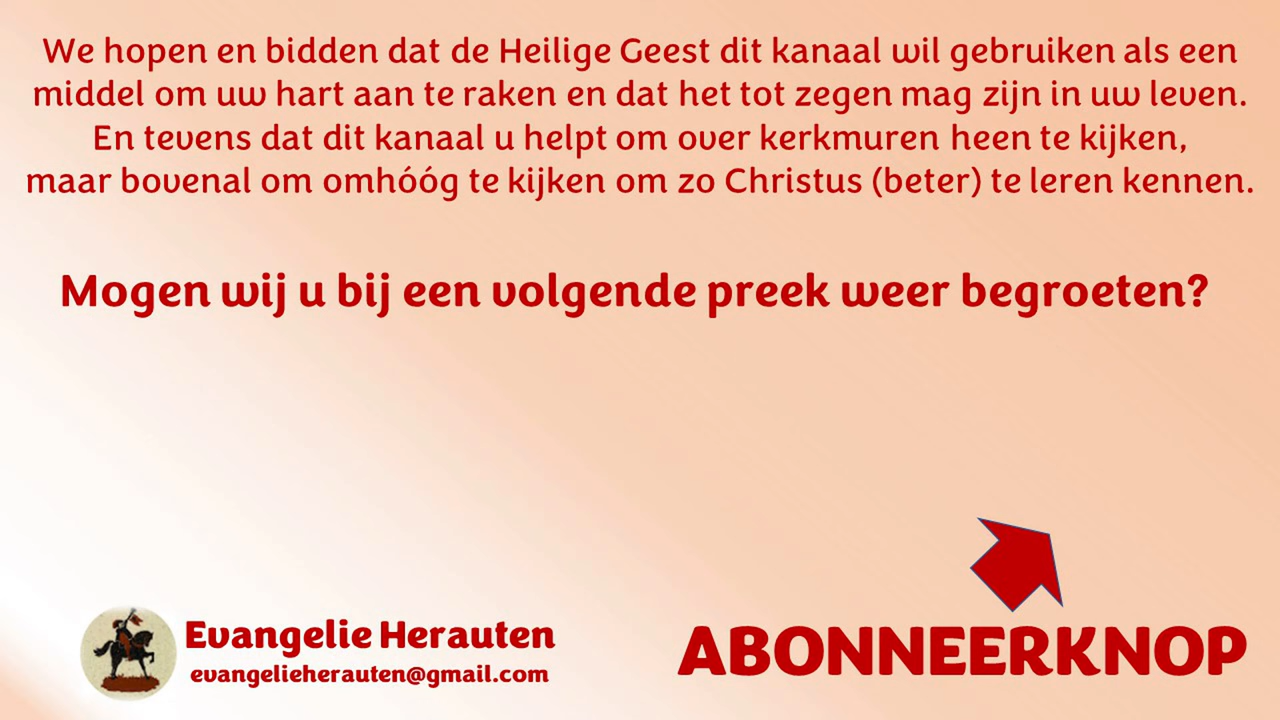 We hopen en bidden dat de Heilige Geest dit kanaal wil gebruiken als een
middel om uw hart aan te raken en dat het tot zegen mag zijn in uw leven.
En tevens dat dit kanaal u helpt om over kerkmuren heen te kijken,
maar bovenal om omhóóg te kijken om zo Christus (beter) te leren kennen.
Mogen wij u bij een volgende preek weer begroeten?
Evangelie Herauten
evangelieherauten@gmail.com
ABONNEERKNOP